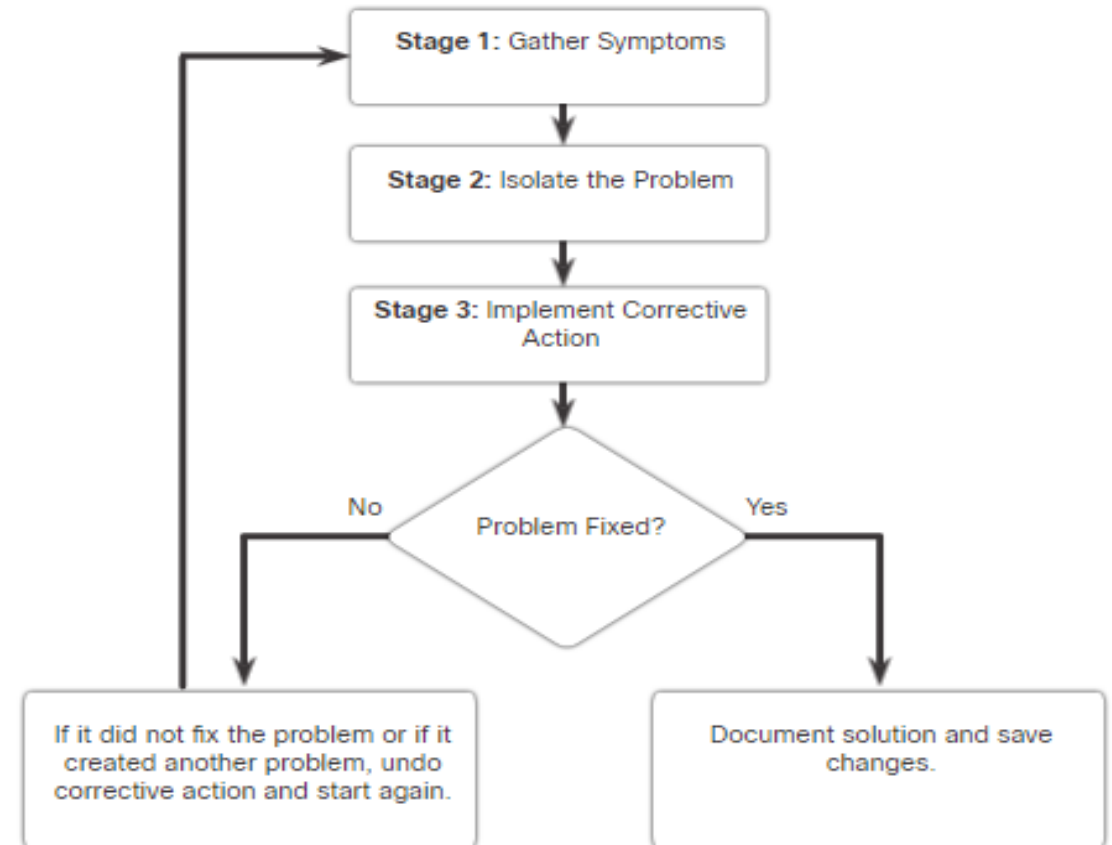 Stage 1: Gather Symptoms
Stage 2: Isolate the Problem
Stage 3: Implement Corrective
Action
No
Problem Fixed?
Yes
If it did not fix the problem or if it
created another problem, undo
corrective action and start again.
Document solution and save
changes.